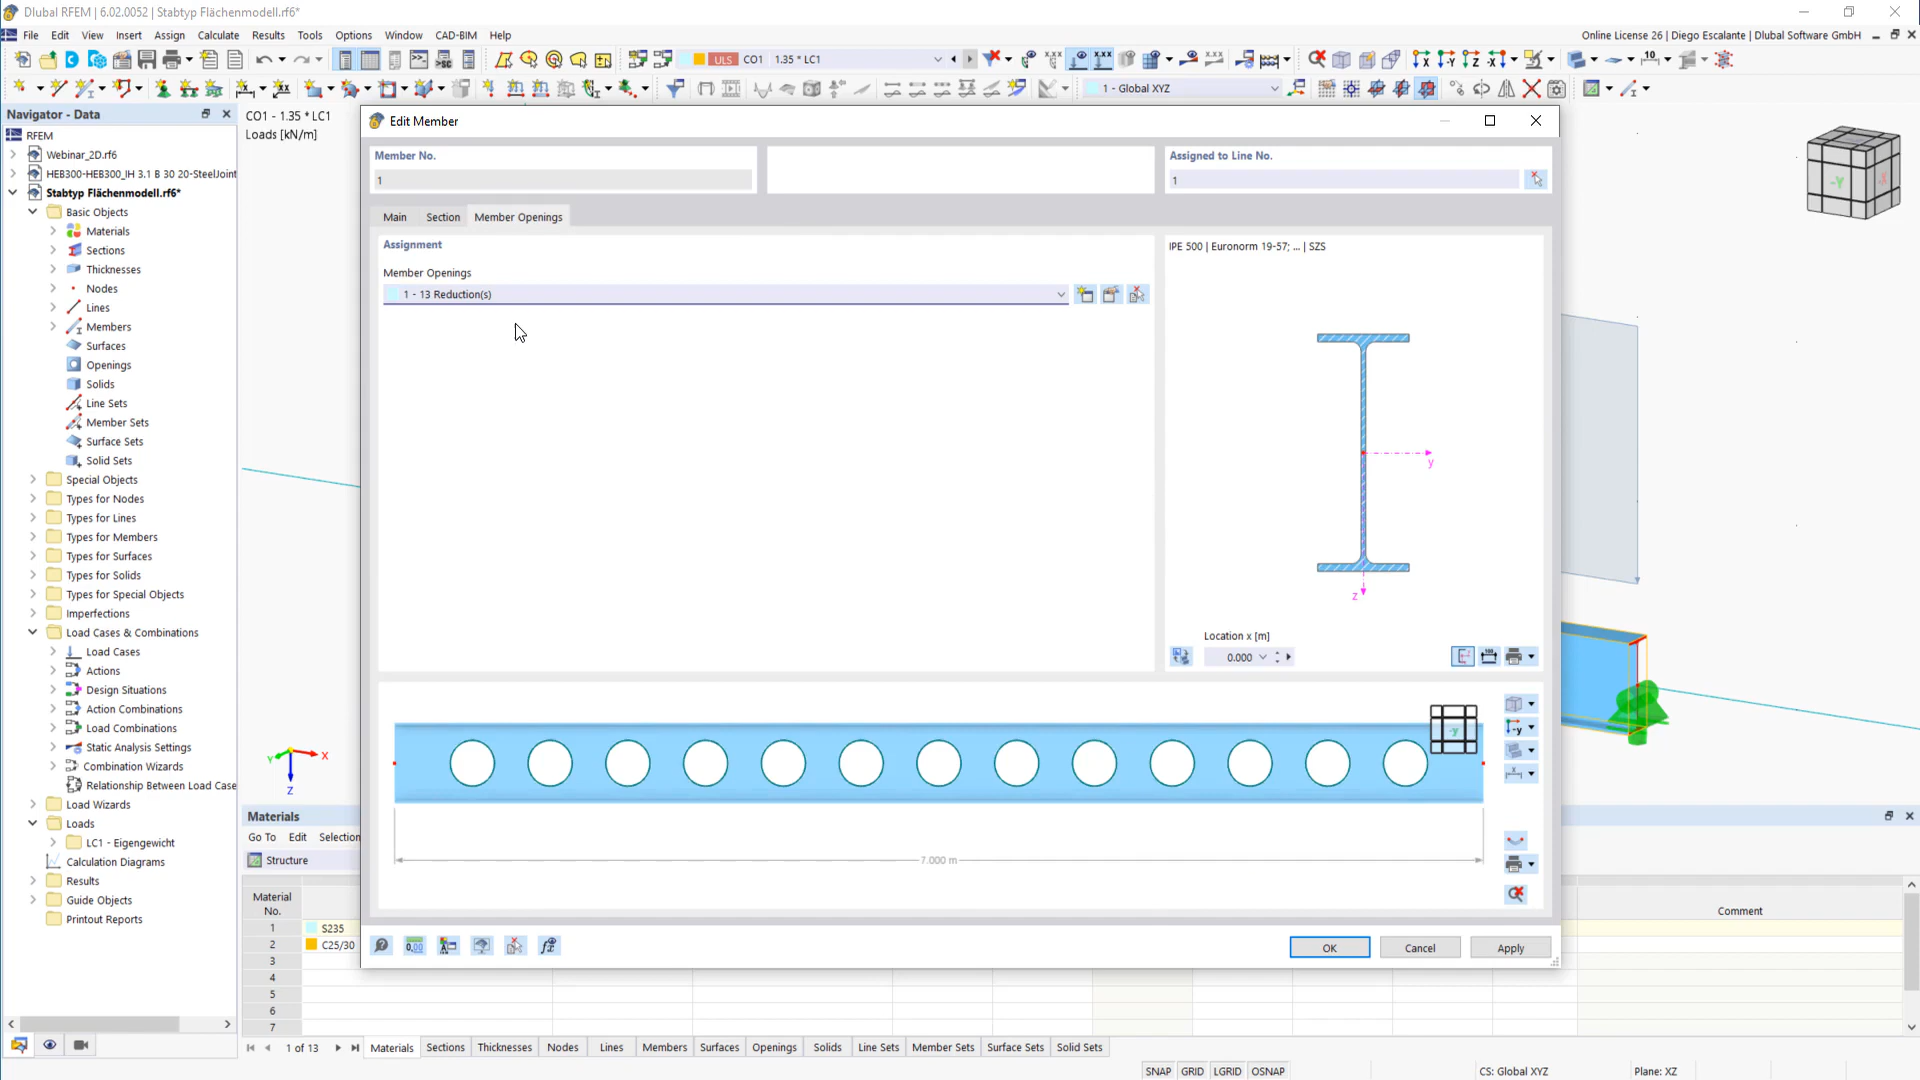 Dlubal RFEM | 6.02.0052 | Stabtyp Flächenmodell.rf6*
File Edit View Insert Assign Calculate Results Tools Options Window CAD-BIM Help
Online License 26 | Diego Escalante | Dlubal Software GmbH
ULS CO1 1.35 * LC1
1 - Global XYZ
Navigator - Data
RFEM
Webinar_2D.rf6
HEB300-HEB300_IH 3.1 B 30 20-SteelJoint
Stabtyp Flächenmodell.rf6*
Basic Objects
Materials
Sections
Thicknesses
Nodes
Lines
Members
Surfaces
Openings
Solids
Line Sets
Member Sets
Surface Sets
Solid Sets
Special Objects
Types for Nodes
Types for Lines
Types for Members
Types for Surfaces
Types for Solids
Types for Special Objects
Imperfections
Load Cases & Combinations
Load Cases
Actions
Design Situations
Action Combinations
Load Combinations
Static Analysis Settings
Combination Wizards
Relationship Between Load Case
Load Wizards
Loads
LC1 - Eigengewicht
Calculation Diagrams
Results
Guide Objects
Printout Reports
CO1 - 1.35 * LC1
Loads [kN/m]
Edit Member
Member No.
1
Assigned to Line No.
1
Main Section Member Openings
Assignment
Member Openings
1 - 13 Reduction(s)
IPE 500 | Euronorm 19-57; ... | SZS
y
z
Location x [m]
0.000
-y
7.000 m
OK Cancel Apply
-Y -X
X
Y
Z
Materials
Go To Edit Selection
Structure
Material
No.
Comment
1 S235
2 C25/30
3
4
5
6
7
1 of 13 Materials Sections Thicknesses Nodes Lines Members Surfaces Openings Solids Line Sets Member Sets Surface Sets Solid Sets
SNAP GRID LGRID OSNAP CS: Global XYZ Plane: XZ